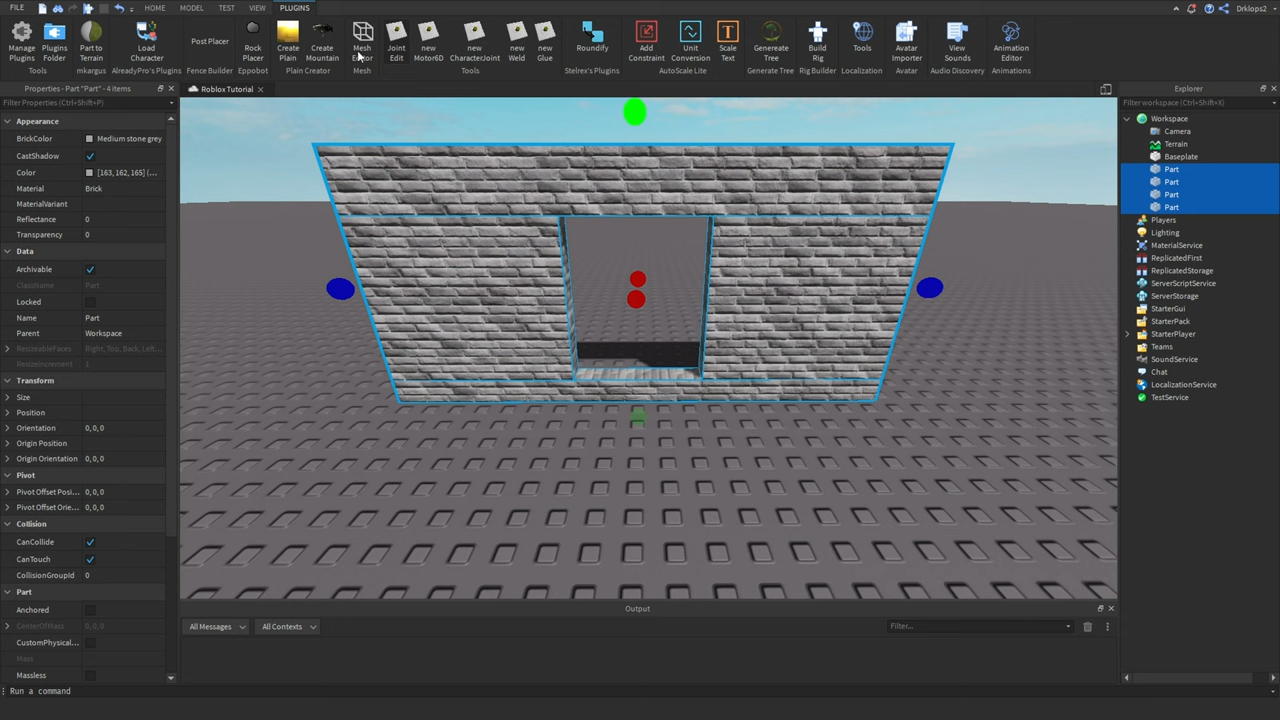 FILE HOME MODEL TEST VIEW PLUGINS Drklops2
Manage Plugins
Plugins Folder
Tools
Part to Terrain
mkargus
Load Character
AlreadyPro's Plugins
Post Placer
Fence Builder
Rock Placer
Eppobot
Create Plain
Create Mountain
Plain Creator
Mesh Editor
Mesh
Joint Edit
new Motor6D
new CharacterJoint
new Weld
new Glue
Tools
Roundify
Stelrex's Plugins
Add Constraint
Unit Conversion
Scale Text
AutoScale Lite
Generate Tree
Generate Tree
Build Rig
Rig Builder
Tools
Localization
Avatar Importer
Avatar
View Sounds
Audio Discovery
Animation Editor
Animations
Properties - Part "Part" - 4 items
Filter Properties (Ctrl+Shift+P)
Appearance
BrickColor Medium stone grey
CastShadow
Color [163, 162, 165] (...
Material Brick
MaterialVariant
Reflectance 0
Transparency 0
Data
Archivable
ClassName Part
Locked
Name Part
Parent Workspace
ResizeableFaces Right, Top, Back, Left...
ResizeIncrement 1
Transform
Size
Position
Orientation 0, 0, 0
Origin Position
Origin Orientation 0, 0, 0
Pivot
Pivot Offset Posi... 0, 0, 0
Pivot Offset Orie... 0, 0, 0
Collision
CanCollide
CanTouch
CollisionGroupId 0
Part
Anchored
CenterOfMass 0, 0, 0
CustomPhysical...
Mass
Massless
Roblox Tutorial
Output
All Messages All Contexts Filter...
Explorer
Filter workspace (Ctrl+Shift+X)
Workspace
Camera
Terrain
Baseplate
Part
Part
Part
Part
Players
Lighting
MaterialService
ReplicatedFirst
ReplicatedStorage
ServerScriptService
ServerStorage
StarterGui
StarterPack
StarterPlayer
Teams
SoundService
Chat
LocalizationService
TestService
Run a command